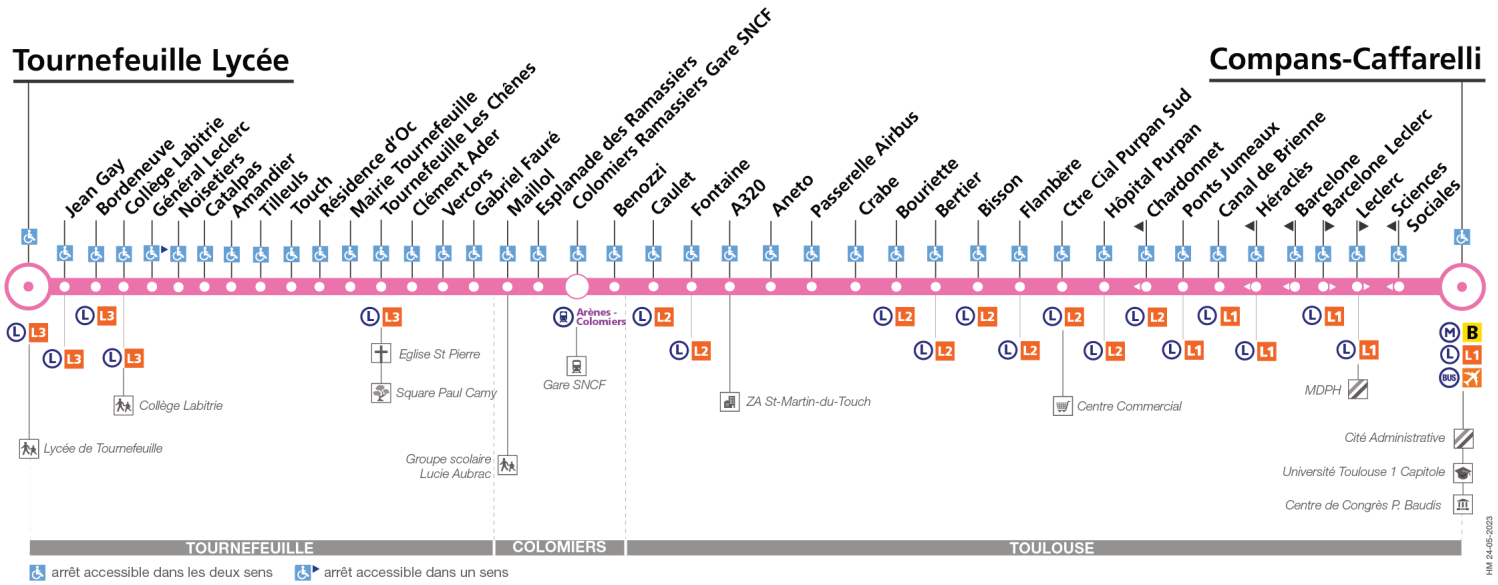 Tournefeuille Lycée
Compans-Caffarelli
Jean Gay
Bordeneuve
Collège Labitrie
Général Leclerc
Noisetiers
Catalpas
Amandier
Tilleuls
Touch
Résidence d'Oc
Mairie Tournefeuille
Tournefeuille Les Chênes
Clément Ader
Vercors
Gabriel Fauré
Maillol
Esplanade des Ramassiers
Colomiers Ramassiers Gare SNCF
Benozzi
Caulet
Fontaine
A320
Aneto
Passerelle Airbus
Crabe
Bouriette
Bertier
Bisson
Flambère
Ctre Cial Purpan Sud
Hôpital Purpan
Chardonnet
Ponts Jumeaux
Canal de Brienne
Héraclès
Barcelone
Barcelone Leclerc
Leclerc
Sciences
Sociales
L L3
L L3
L L3
L L3
L L3
Arènes -
Colomiers
L L2
L L2
L L2
L L2
L L2
L L2
L L2
L L2
L L2
L L1
L L1
L L1
L L1
L L1
M B
L L1
BUS
Eglise St Pierre
Square Paul Camy
Collège Labitrie
Lycée de Tournefeuille
Groupe scolaire
Lucie Aubrac
Gare SNCF
ZA St-Martin-du-Touch
Centre Commercial
MDPH
Cité Administrative
Université Toulouse 1 Capitole
Centre de Congrès P. Baudis
TOURNEFEUILLE
COLOMIERS
TOULOUSE
arrêt accessible dans les deux sens
arrêt accessible dans un sens
HM 24-05-2023